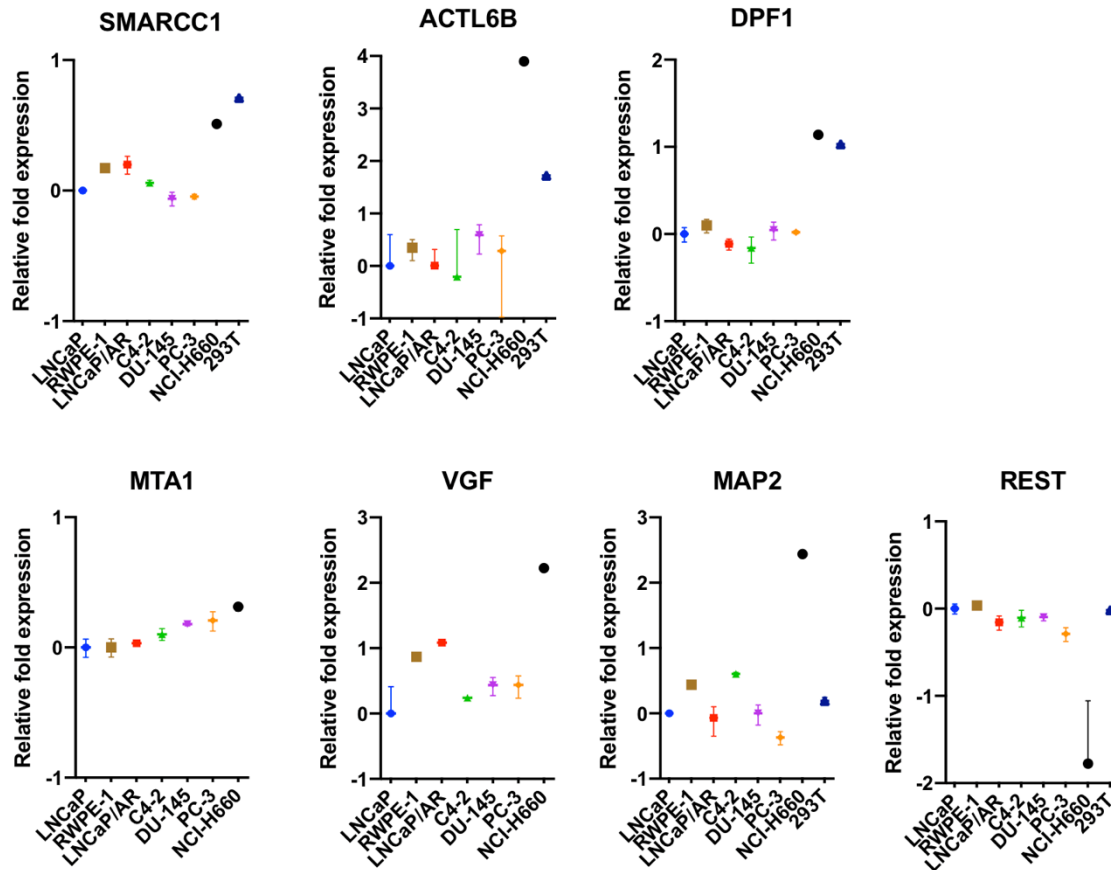 SMARCC1
Relative fold expression
1
0
-1
LNCaP
RWPE-1
LNCaP/AR
C4-2
DU-145
PC-3
NCI-H660
293T
ACTL6B
Relative fold expression
4
3
2
1
0
-1
LNCaP
RWPE-1
LNCaP/AR
C4-2
DU-145
PC-3
NCI-H660
293T
DPF1
Relative fold expression
2
1
0
-1
LNCaP
RWPE-1
LNCaP/AR
C4-2
DU-145
PC-3
NCI-H660
293T
MTA1
Relative fold expression
1
0
-1
LNCaP
RWPE-1
LNCaP/AR
C4-2
DU-145
PC-3
NCI-H660
VGF
Relative fold expression
3
2
1
0
-1
LNCaP
RWPE-1
LNCaP/AR
C4-2
DU-145
PC-3
NCI-H660
MAP2
Relative fold expression
3
2
1
0
-1
LNCaP
RWPE-1
LNCaP/AR
C4-2
DU-145
PC-3
NCI-H660
293T
REST
Relative fold expression
1
0
-1
-2
LNCaP
RWPE-1
LNCaP/AR
C4-2
DU-145
PC-3
NCI-H660
293T